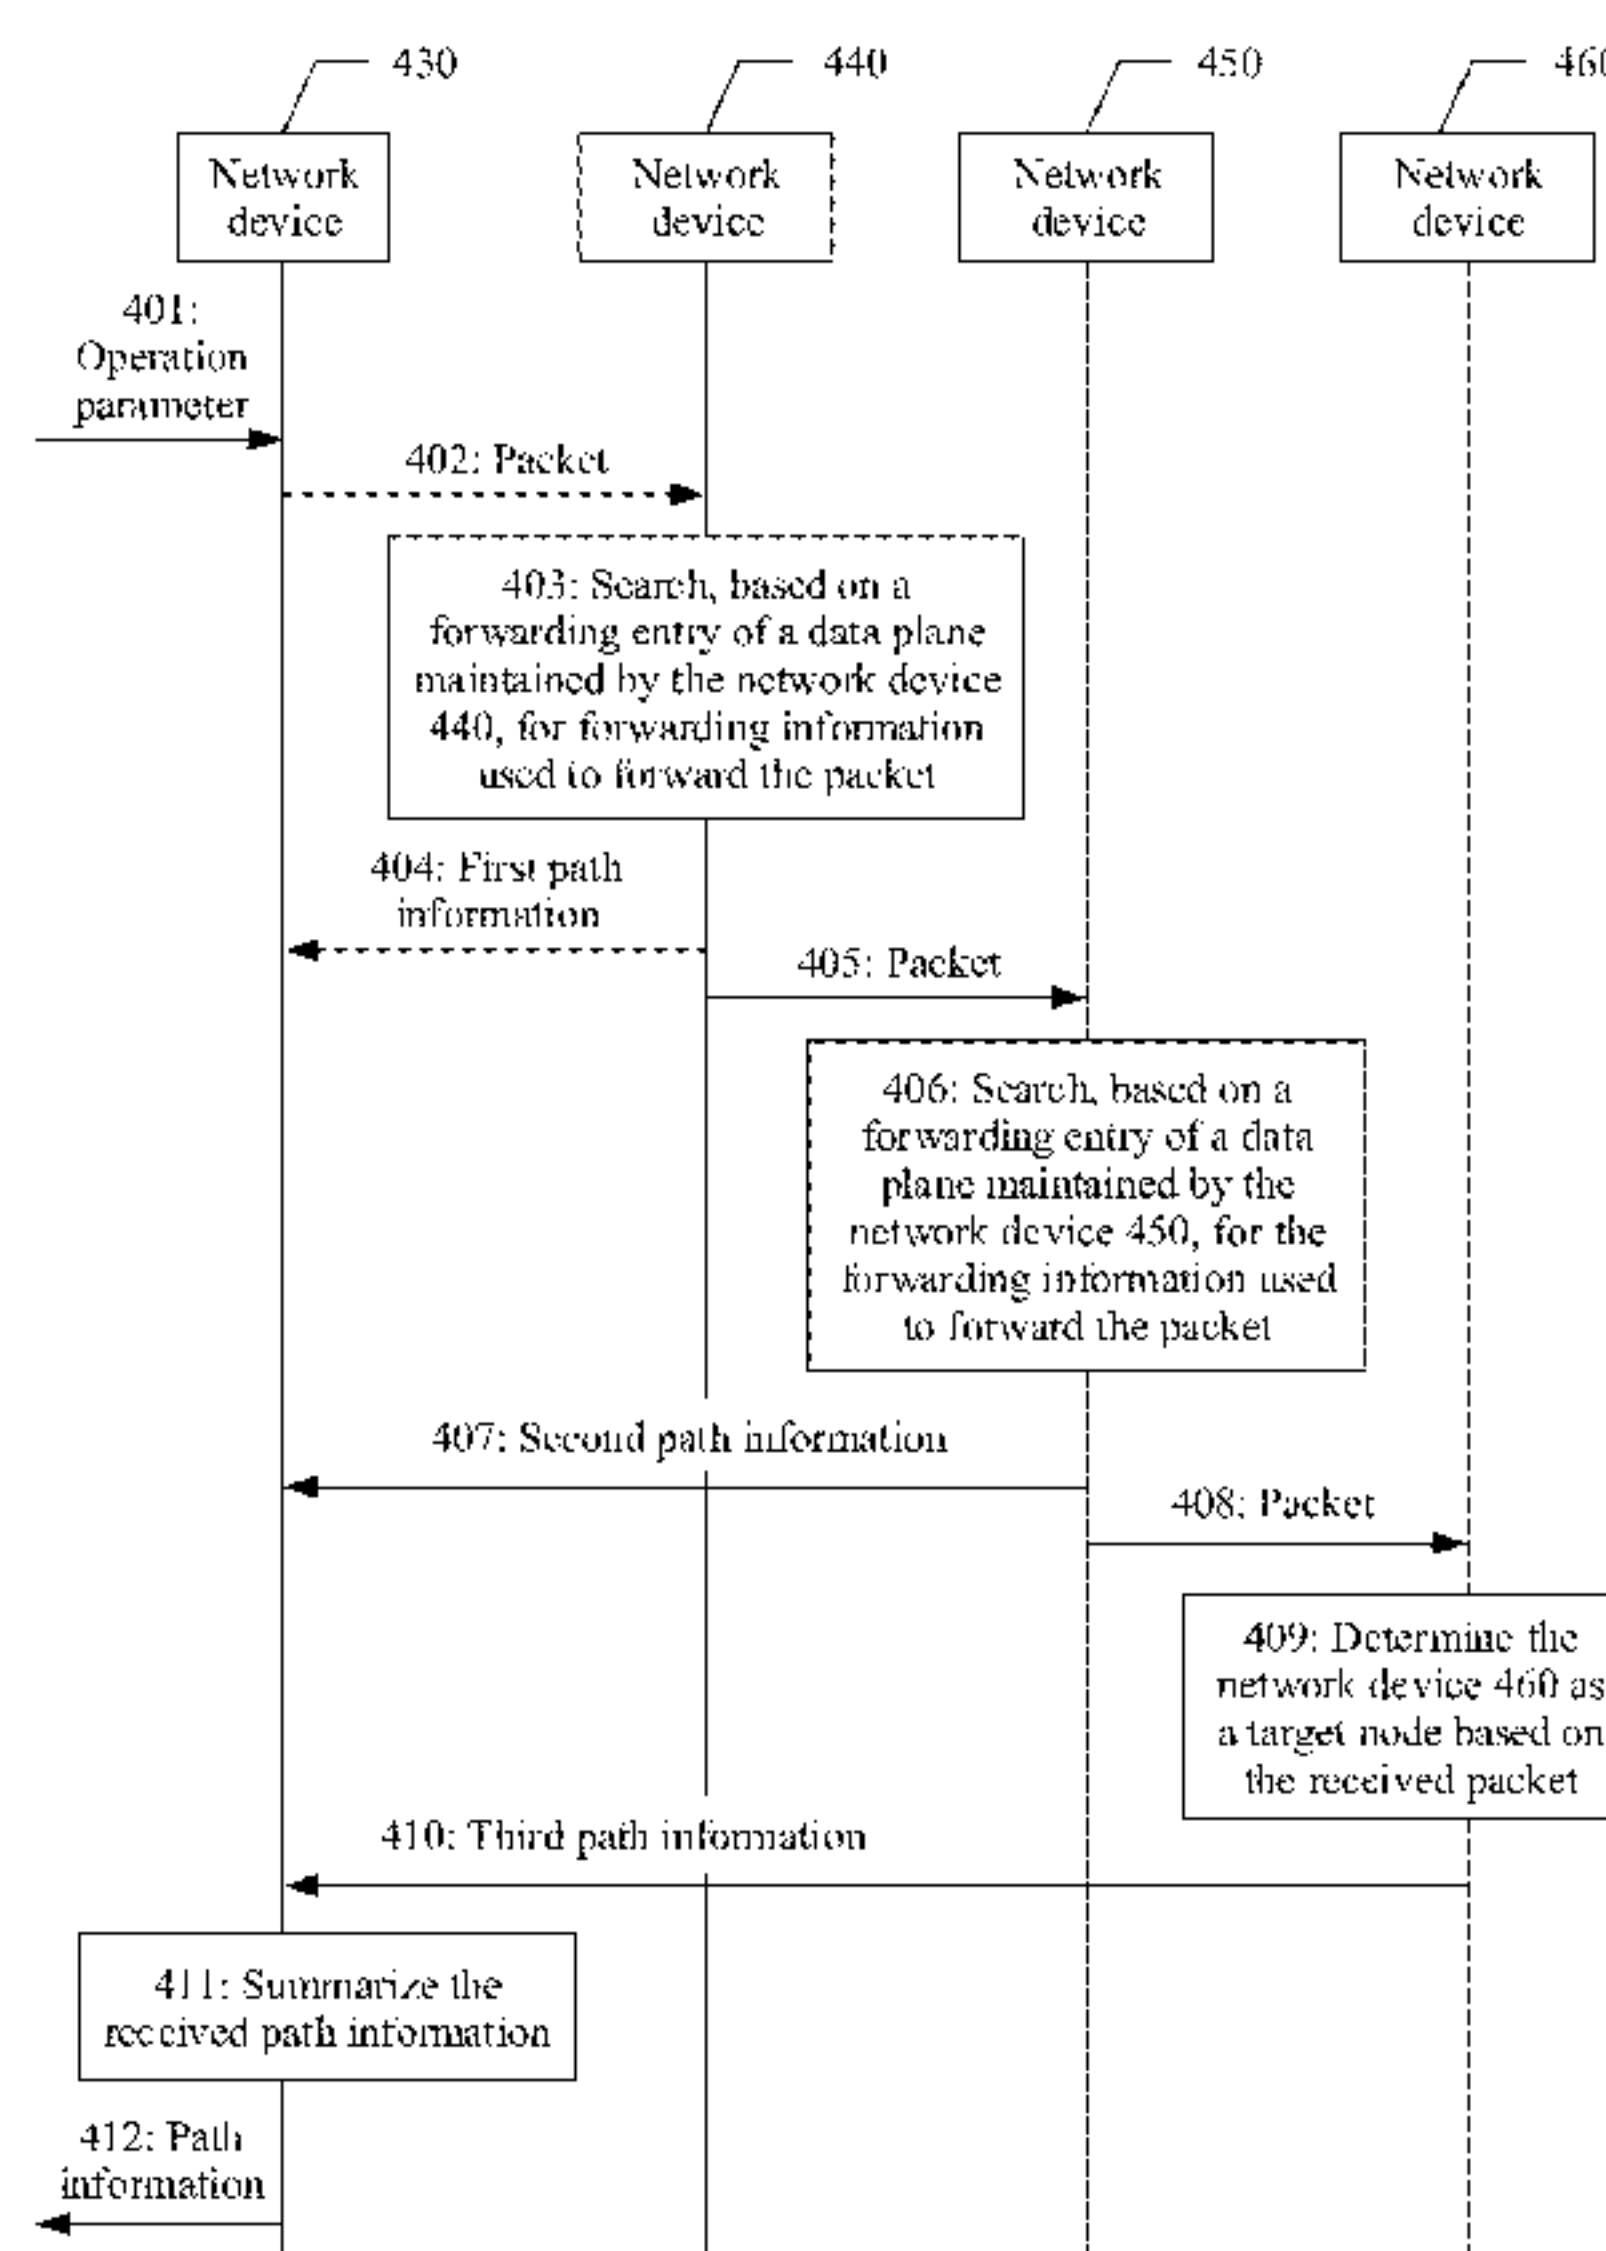 430
440
450
460
Network
device
Network
device
Network
device
Network
device
401:
Operation
parameter
402: Packet
403: Search, based on a
forwarding entry of a data plane
maintained by the network device
440, for forwarding information
used to forward the packet
404: First path
information
405: Packet
406: Search, based on a
forwarding entry of a data
plane maintained by the
network device 450, for the
forwarding information used
to forward the packet
407: Second path information
408: Packet
409: Determine the
network device 460 as
a target node based on
the received packet
410: Third path information
411: Summarize the
received path information
412: Path
information